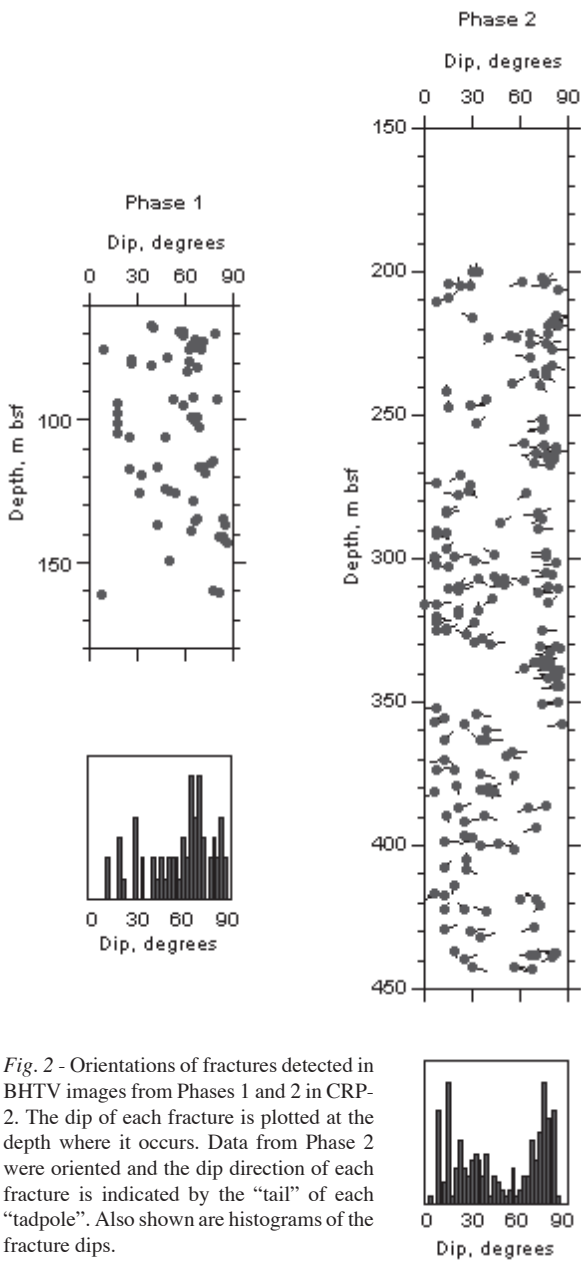 Phase 2
Dip, degrees
0 30 60 90
150
200
250
300
350
400
450
Depth, m bsf
Phase 1
Dip, degrees
0 30 60 90
100
150
Depth, m bsf
0 30 60 90
Dip, degrees
Fig. 2 - Orientations of fractures detected in
BHTV images from Phases 1 and 2 in CRP-
2. The dip of each fracture is plotted at the
depth where it occurs. Data from Phase 2
were oriented and the dip direction of each
fracture is indicated by the “tail” of each
“tadpole”. Also shown are histograms of the
fracture dips.
0 30 60 90
Dip, degrees